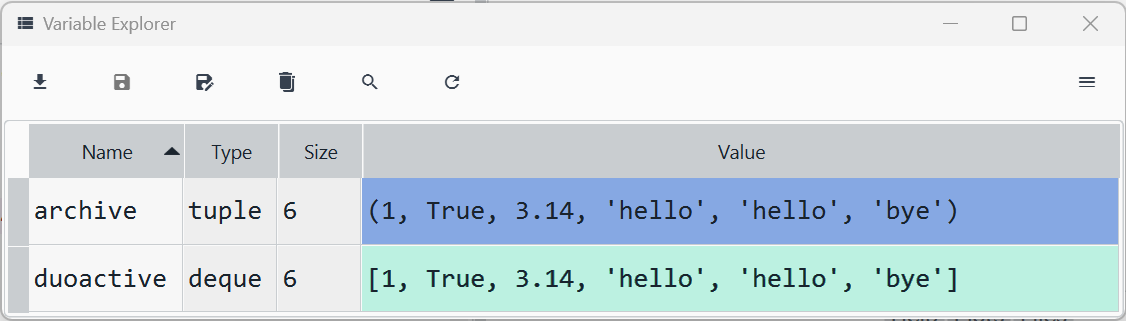 Variable Explorer
Name Type Size Value
archive tuple 6 (1, True, 3.14, 'hello', 'hello', 'bye')
duoactive deque 6 [1, True, 3.14, 'hello', 'hello', 'bye']